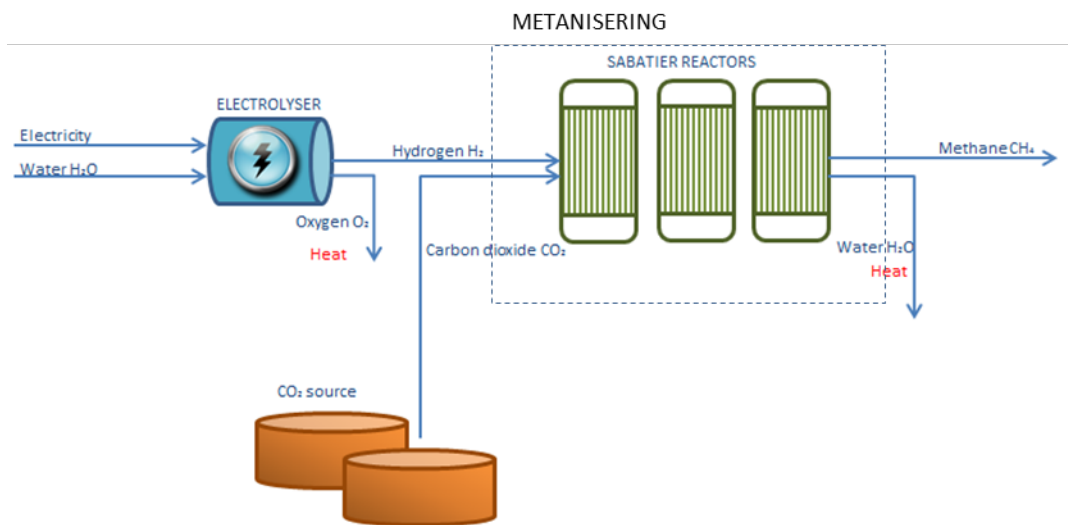 METANISERING
SABATIER REACTORS
ELECTROLYSER
Electricity
Water H₂O
Hydrogen H₂
Methane CH₄
Oxygen O₂
Heat
Carbon dioxide CO₂
Water H₂O
Heat
CO₂ source